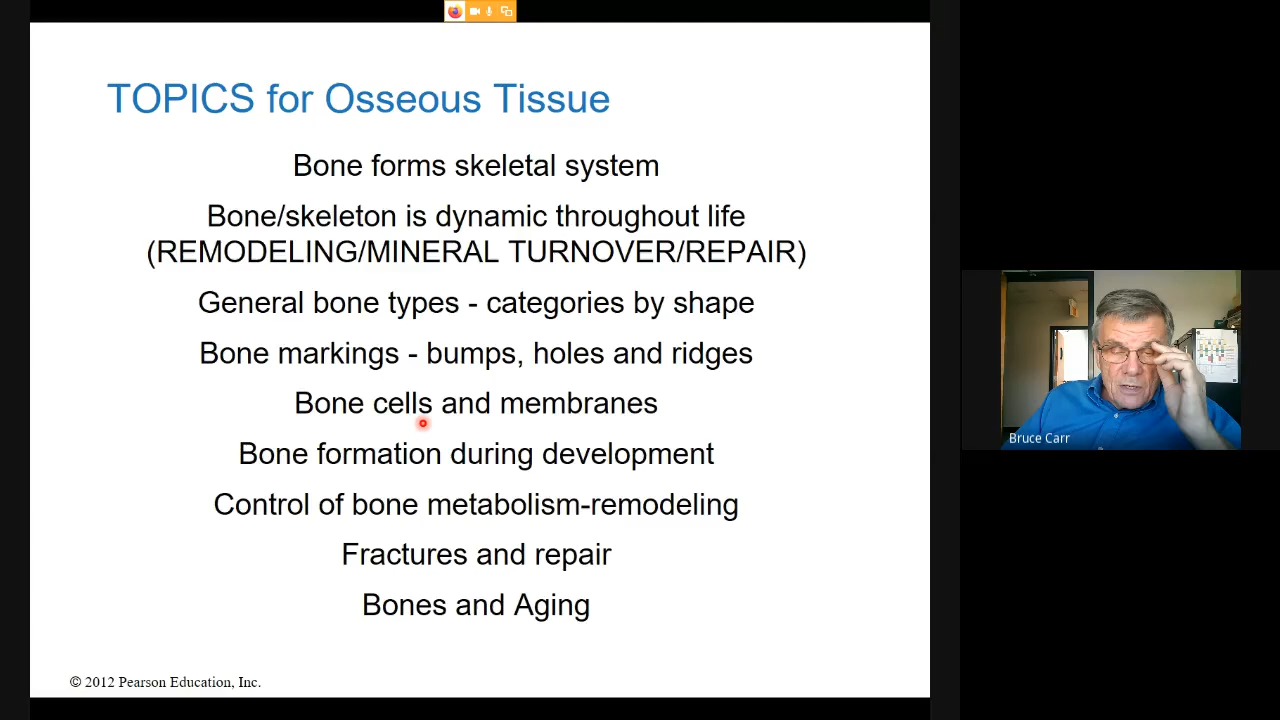 TOPICS for Osseous Tissue
Bone forms skeletal system
Bone/skeleton is dynamic throughout life
(REMODELING/MINERAL TURNOVER/REPAIR)
General bone types - categories by shape
Bone markings - bumps, holes and ridges
Bone cells and membranes
Bone formation during development
Control of bone metabolism-remodeling
Fractures and repair
Bones and Aging
© 2012 Pearson Education, Inc.
Bruce Carr